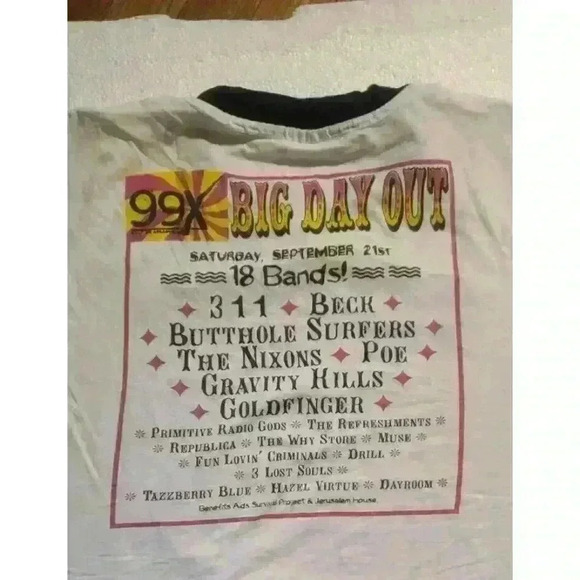 99X BIG DAY OUT
SATURDAY, SEPTEMBER 21ST
18 Bands!
311 BECK
BUTTHOLE SURFERS
THE NIXONS POE
GRAVITY KILLS
GOLDFINGER
PRIMITIVE RADIO GODS THE REFRESHMENTS
REPUBLICA THE WHY STORE MUSE
FUN LOVIN' CRIMINALS DRILL
3 LOST SOULS
TAZZBERRY BLUE HAZEL VIRTUE DAYROOM
Benefits Aids Survival Project & Jerusalem House